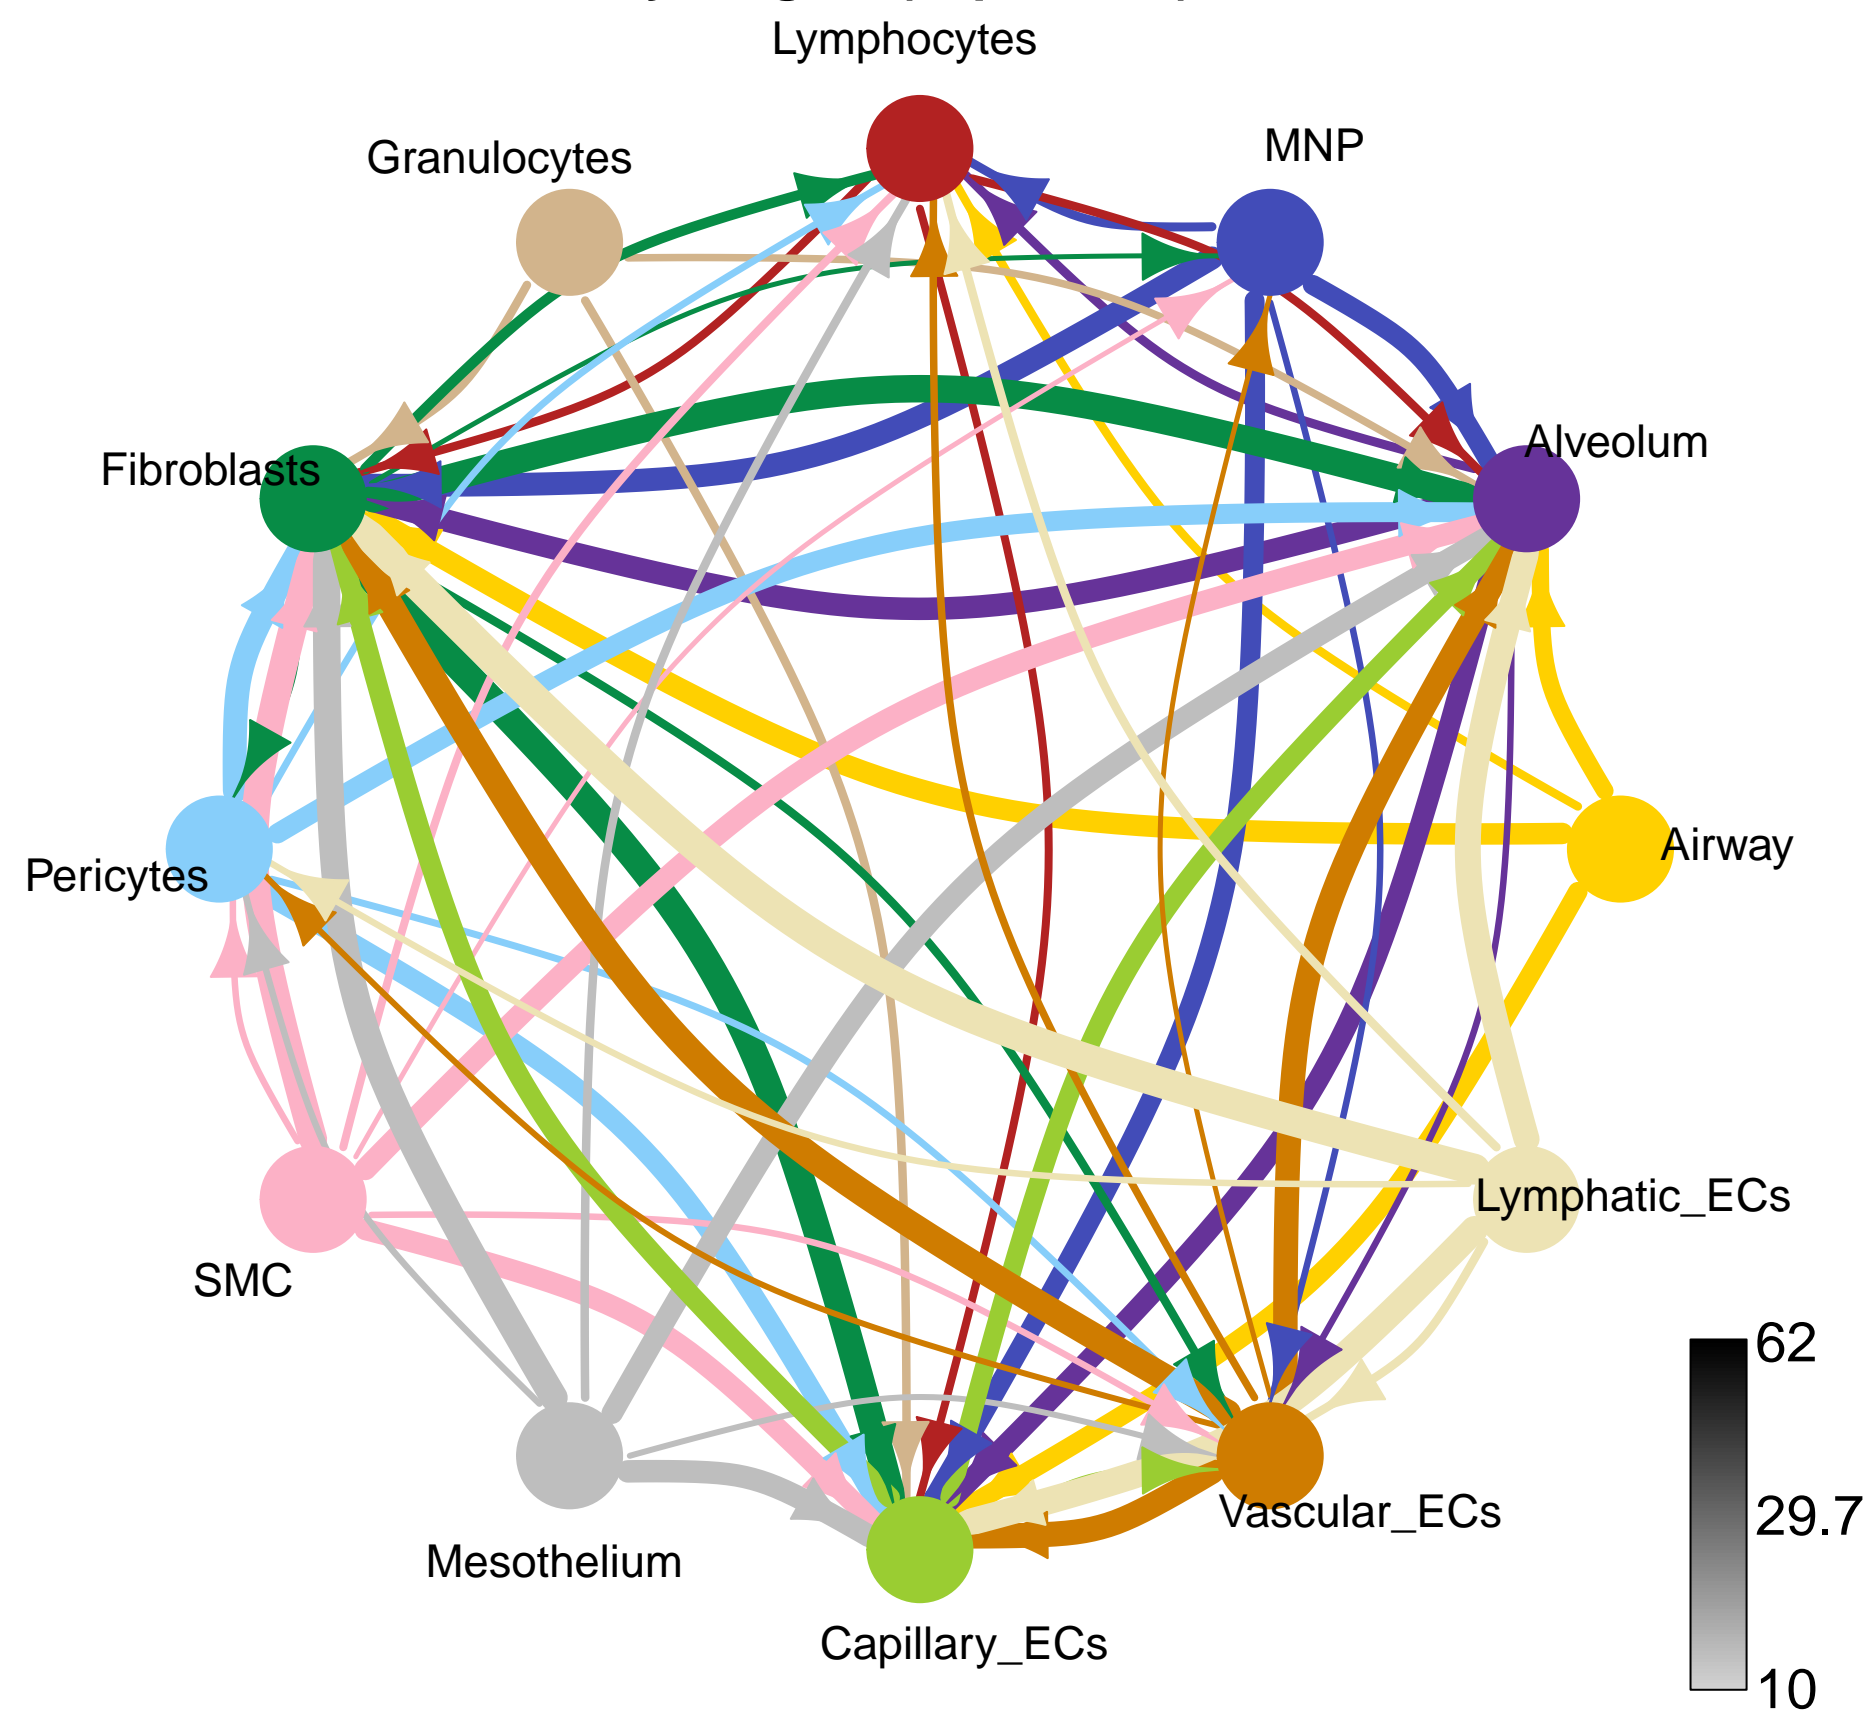 Lymphocytes
MNP
Granulocytes
Alveolum
Fibroblasts
Airway
Pericytes
Lymphatic_ECs
SMC
62
29.7
Vascular_ECs
Mesothelium
Capillary_ECs
10